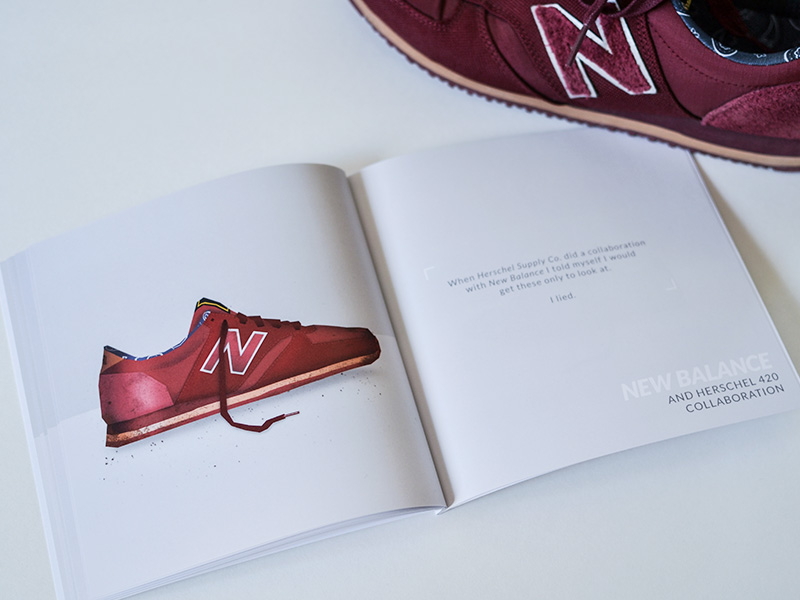 N
N
When Herschel Supply Co. did a collaboration
with New Balance I told myself I would
get these only to look at.
I lied.
NEW BALANCE
AND HERSCHEL 420
COLLABORATION